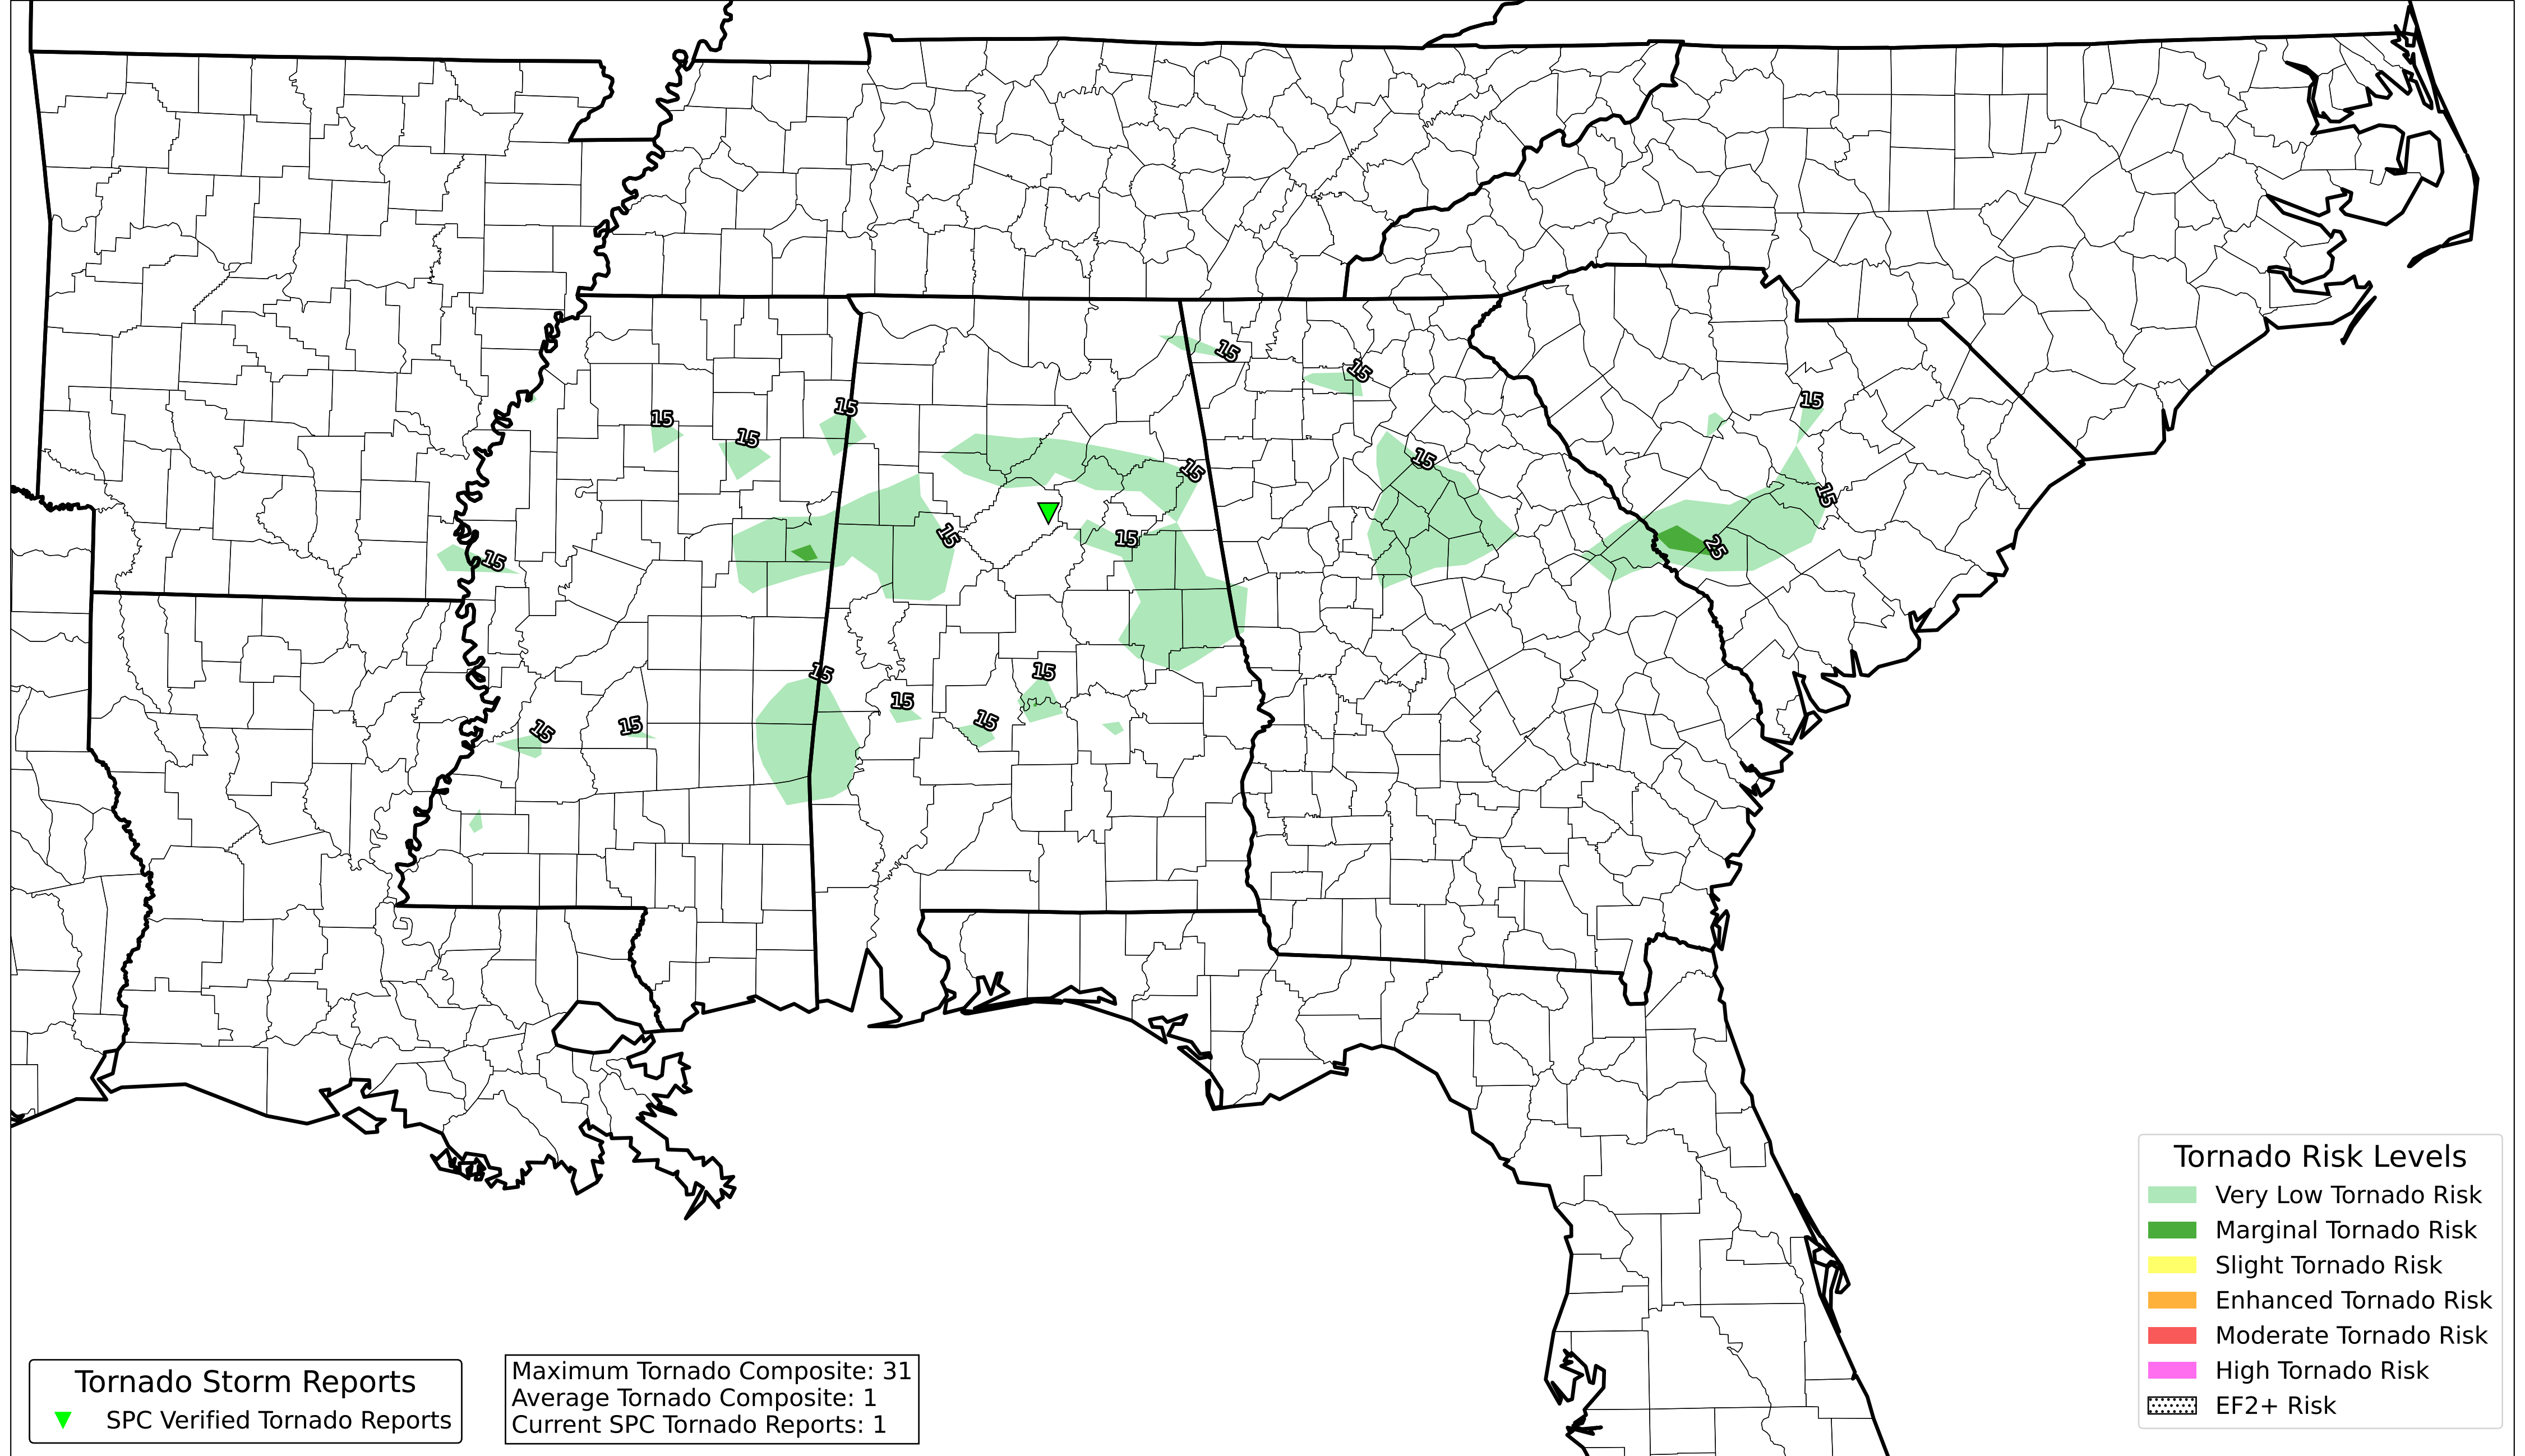 15
15
15
15
15
15
15
15
15
15
15
25
15
15
15
15
15
15
15
Tornado Risk Levels
Very Low Tornado Risk
Marginal Tornado Risk
Slight Tornado Risk
Enhanced Tornado Risk
Moderate Tornado Risk
High Tornado Risk
EF2+ Risk
Tornado Storm Reports
SPC Verified Tornado Reports
Maximum Tornado Composite: 31
Average Tornado Composite: 1
Current SPC Tornado Reports: 1